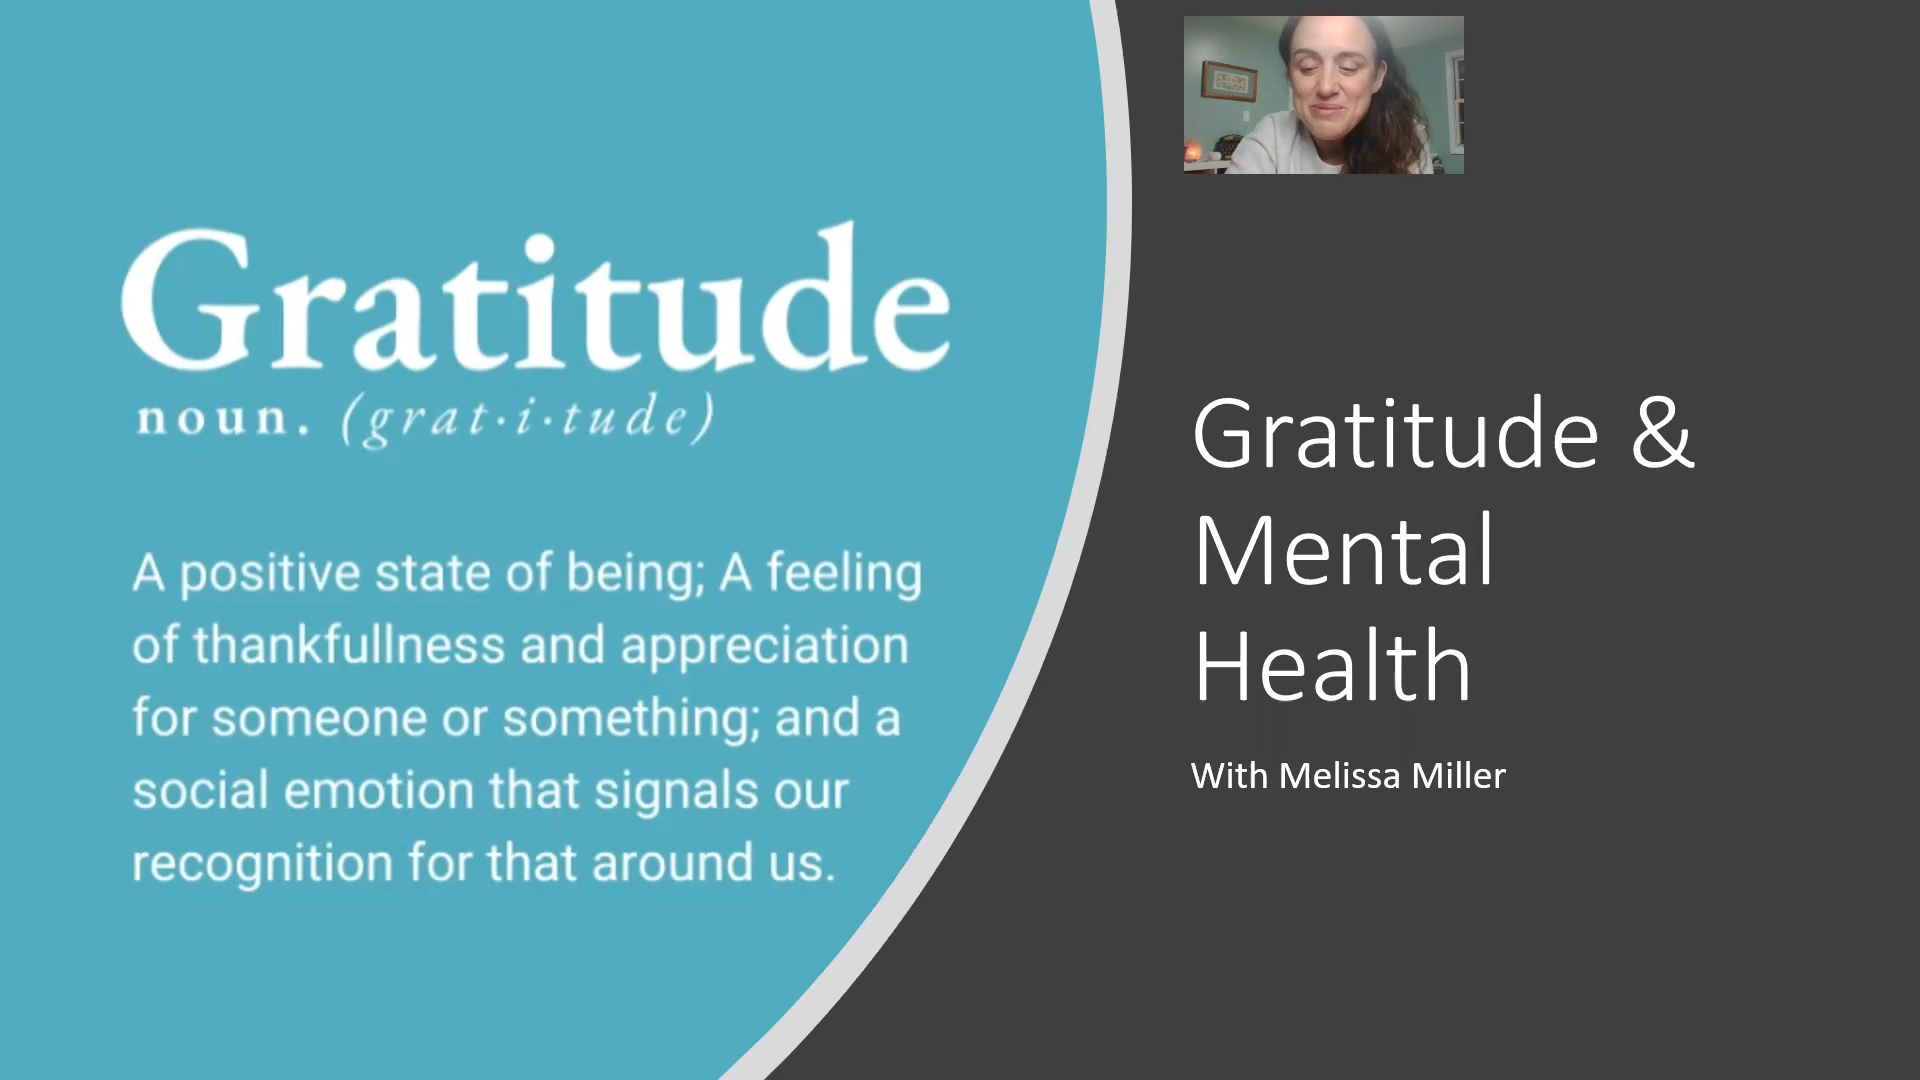 Gratitude
noun. (grat·i·tude)
A positive state of being; A feeling
of thankfullness and appreciation
for someone or something; and a
social emotion that signals our
recognition for that around us.
Gratitude &
Mental
Health
With Melissa Miller